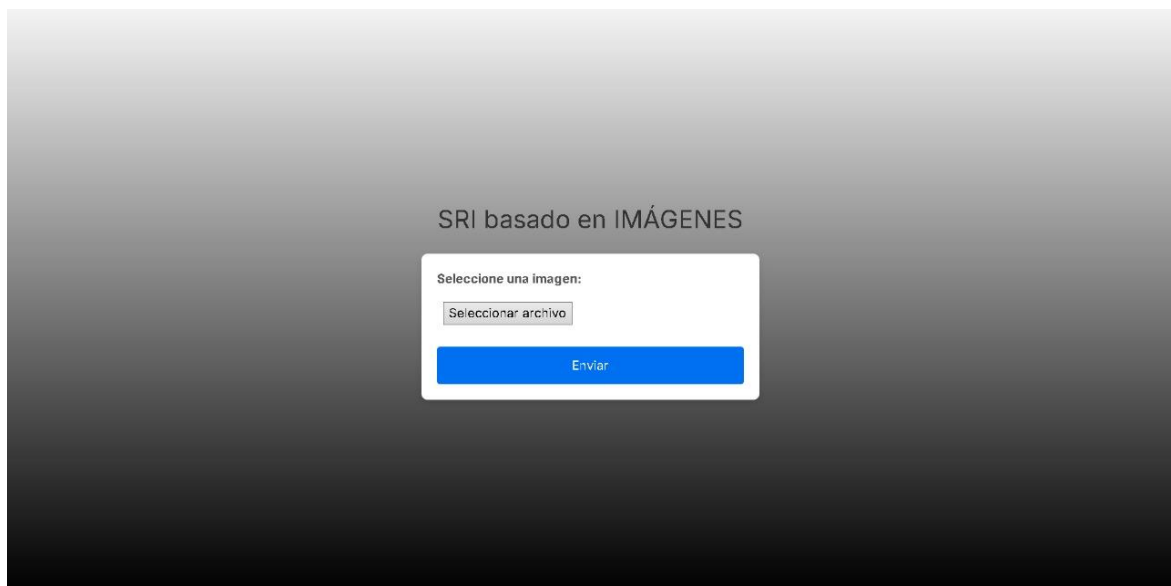 SRI basado en IMÁGENES
Seleccione una imagen:
Seleccionar archivo
Enviar